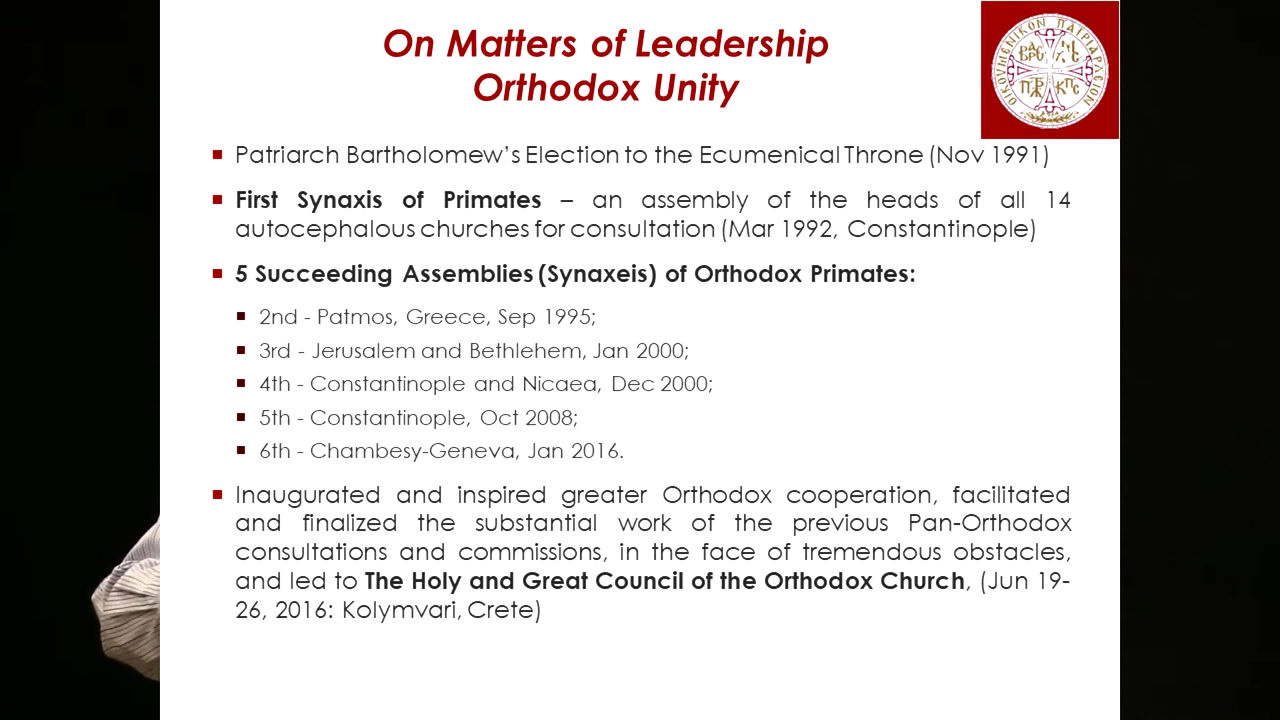 On Matters of Leadership
Orthodox Unity
ΟΙΚΟΥΜΕΝΙΚΟΝ ΠΑΤΡΙΑΡΧΕΙΟΝ
Patriarch Bartholomew’s Election to the Ecumenical Throne (Nov 1991)
First Synaxis of Primates – an assembly of the heads of all 14
autocephalous churches for consultation (Mar 1992, Constantinople)
5 Succeeding Assemblies (Synaxeis) of Orthodox Primates:
2nd - Patmos, Greece, Sep 1995;
3rd - Jerusalem and Bethlehem, Jan 2000;
4th - Constantinople and Nicaea, Dec 2000;
5th - Constantinople, Oct 2008;
6th - Chambesy-Geneva, Jan 2016.
Inaugurated and inspired greater Orthodox cooperation, facilitated
and finalized the substantial work of the previous Pan-Orthodox
consultations and commissions, in the face of tremendous obstacles,
and led to The Holy and Great Council of the Orthodox Church, (Jun 19-
26, 2016: Kolymvari, Crete)